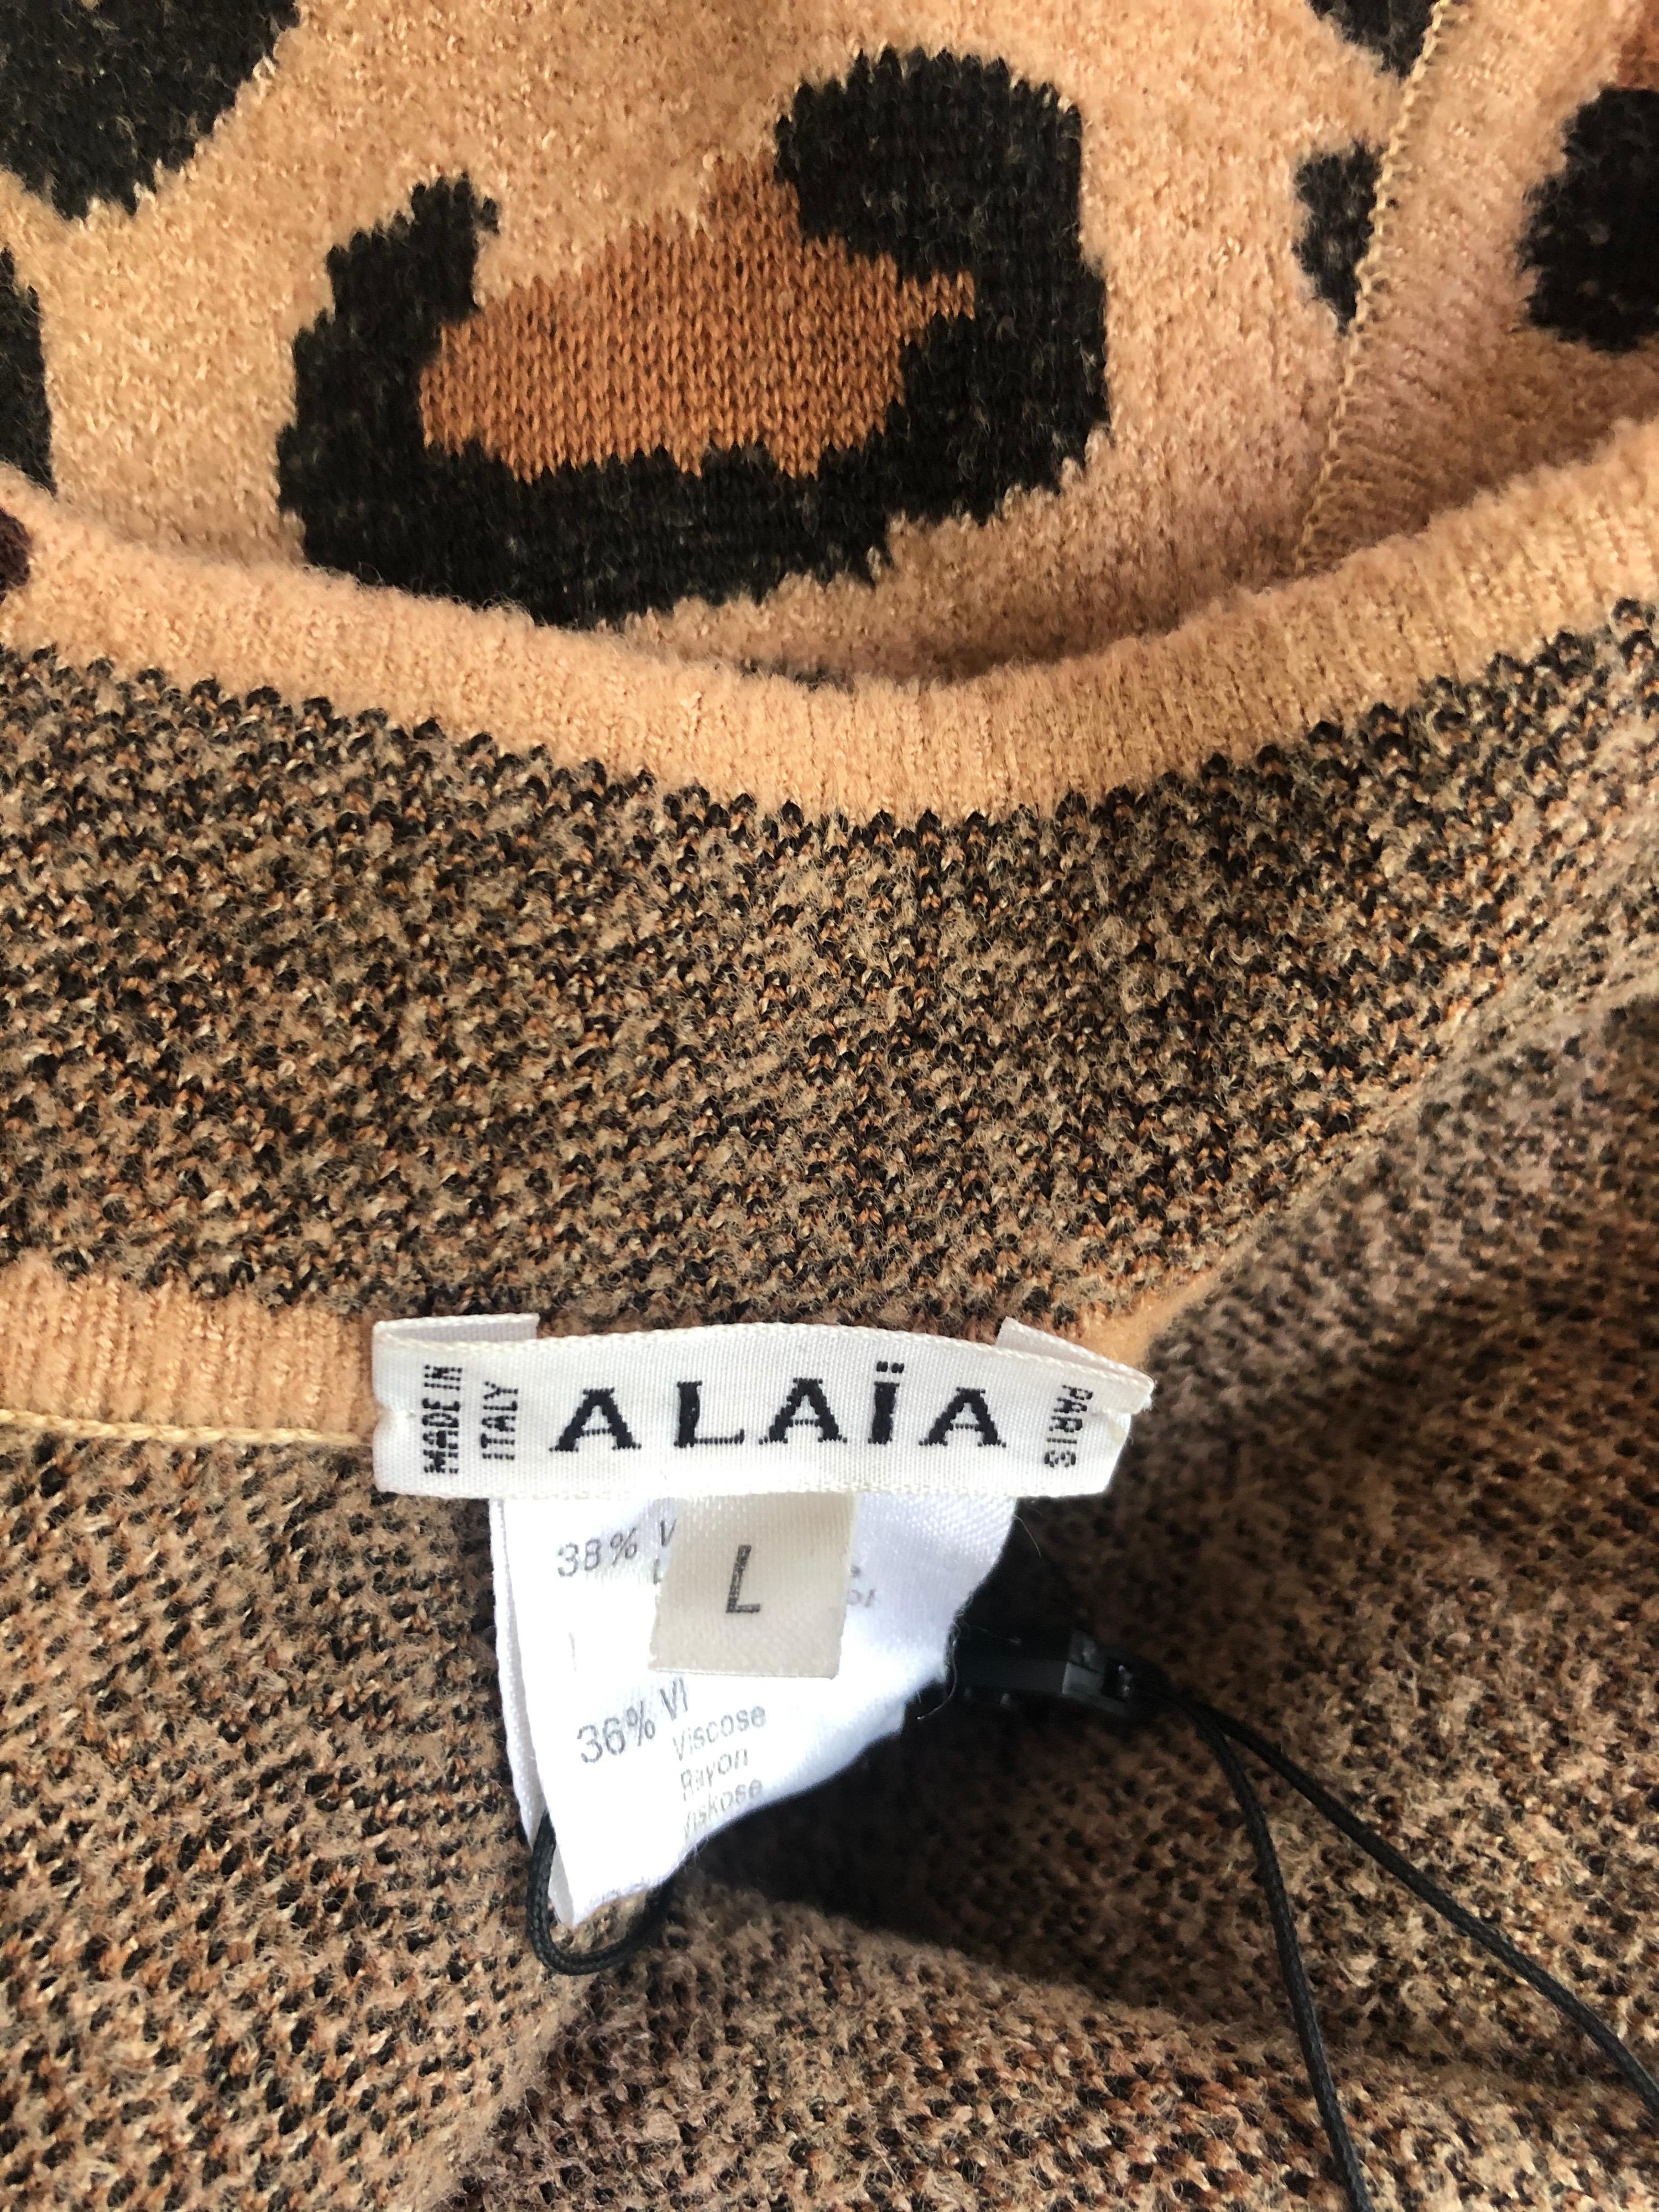 MADE IN
ITALY
ALAÏA
PARIS
L
38%
36% VI
Viscose
Rayon
Viskose